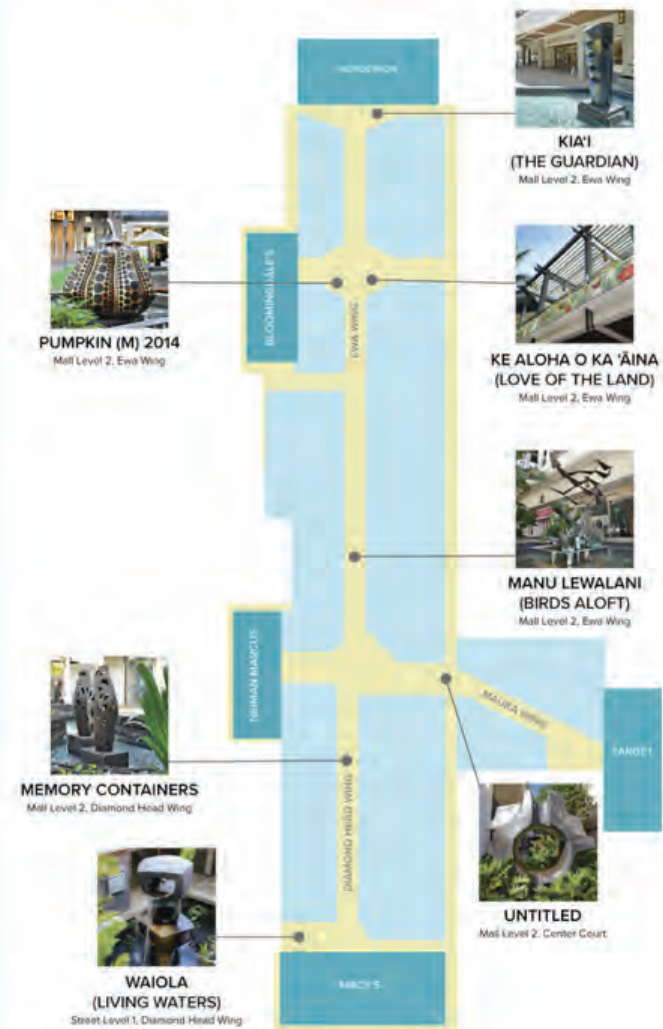 NORDSTROM
KIAʻI
(THE GUARDIAN)
Mall Level 2, Ewa Wing
BLOOMINGDALE'S
PUMPKIN (M) 2014
Mall Level 2, Ewa Wing
EWA WING
KE ALOHA O KA ʻĀINA
(LOVE OF THE LAND)
Mall Level 2, Ewa Wing
MANU LEWALANI
(BIRDS ALOFT)
Mall Level 2, Ewa Wing
NEIMAN MARCUS
MAUKA WING
TARGET
MEMORY CONTAINERS
Mall Level 2, Diamond Head Wing
DIAMOND HEAD WING
UNTITLED
Mall Level 2, Center Court
WAIOLA
(LIVING WATERS)
Street Level 1, Diamond Head Wing
MACY'S